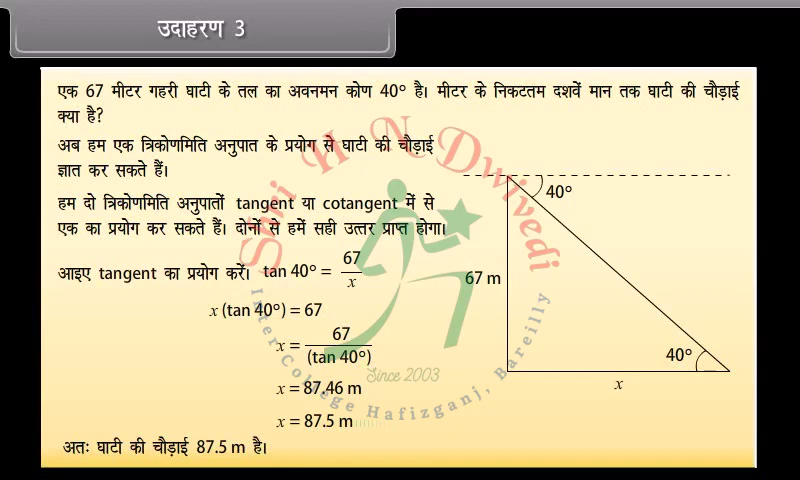 उदाहरण 3
एक 67 मीटर गहरी घाटी के तल का अवनमन कोण 40° है। मीटर के निकटतम दशवें मान तक घाटी की चौड़ाई
क्या है?
अब हम एक त्रिकोणमिति अनुपात के प्रयोग से घाटी की चौड़ाई
ज्ञात कर सकते हैं।
हम दो त्रिकोणमिति अनुपातों tangent या cotangent में से
एक का प्रयोग कर सकते हैं। दोनों से हमें सही उत्तर प्राप्त होगा।
आइए tangent का प्रयोग करें। tan 40° = 67/x
x (tan 40°) = 67
x = 67/(tan 40°)
x = 87.46 m
x = 87.5 m
अतः घाटी की चौड़ाई 87.5 m है।
40°
67 m
40°
x
Shri H N Dwivedi
Inter College Hafizganj, Bareilly
Since 2003